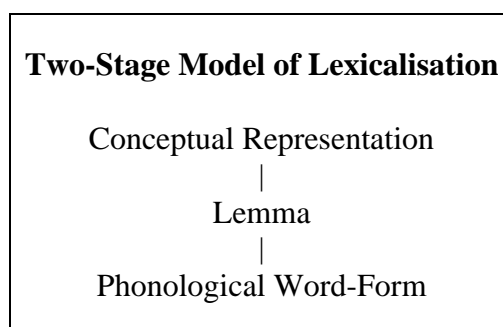 Two-Stage Model of Lexicalisation
Conceptual Representation
|
Lemma
|
Phonological Word-Form